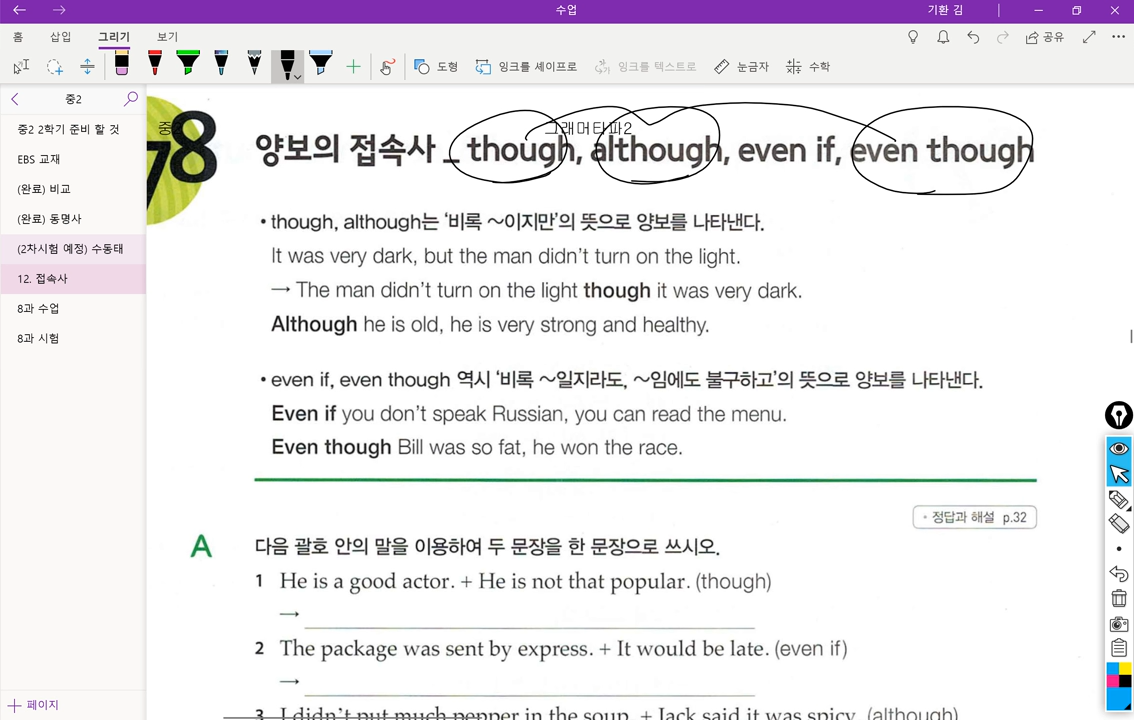 수업
기환 김
홈 삽입 그리기 보기
도형 잉크를 셰이프로 잉크를 텍스트로 눈금자 수학 공유
중2
중2 2학기 준비 할 것
EBS 교재
(완료) 비교
(완료) 동명사
(2차시험 예정) 수동태
12. 접속사
8과 수업
8과 시험
페이지
중2 그래머타파2
78 양보의 접속사 _ though, although, even if, even though
• though, although는 ‘비록 ~이지만’의 뜻으로 양보를 나타낸다.
It was very dark, but the man didn’t turn on the light.
→ The man didn’t turn on the light though it was very dark.
Although he is old, he is very strong and healthy.
• even if, even though 역시 ‘비록 ~일지라도, ~임에도 불구하고’의 뜻으로 양보를 나타낸다.
Even if you don’t speak Russian, you can read the menu.
Even though Bill was so fat, he won the race.
• 정답과 해설 p.32
A 다음 괄호 안의 말을 이용하여 두 문장을 한 문장으로 쓰시오.
1 He is a good actor. + He is not that popular. (though)
→
2 The package was sent by express. + It would be late. (even if)
→
3 I didn’t put much pepper in the soup. + Jack said it was spicy. (although)